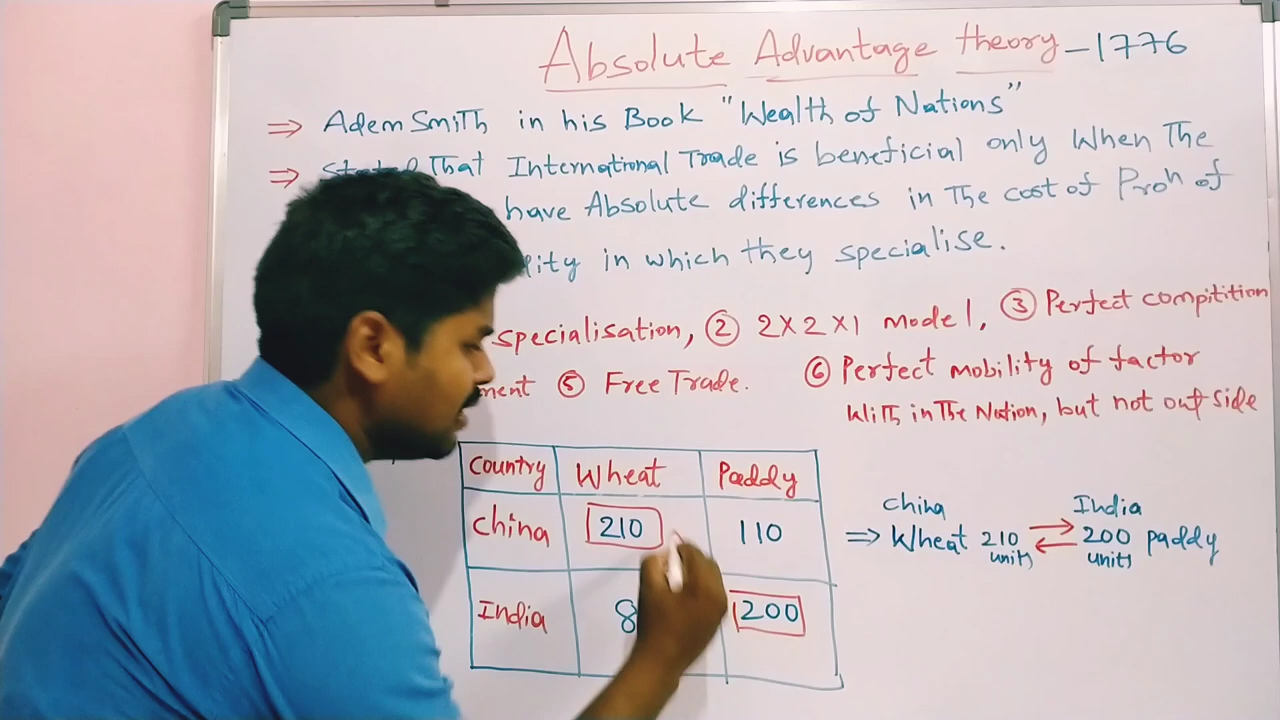 Absolute Advantage theory - 1776
⇒ Adem Smith in his Book "Wealth of Nations"
⇒ That International Trade is beneficial only When The
have Absolute differences in The cost of Pron of
in which they specialise.
specialisation, ② 2X2X1 model, ③ Perfect compitition
⑤ Free Trade. ⑥ Perfect mobility of factor
With in The Nation, but not out side
Country Wheat Paddy
China 210 110
India 8 200
China India
⇒ Wheat 210 units 200 units paddy